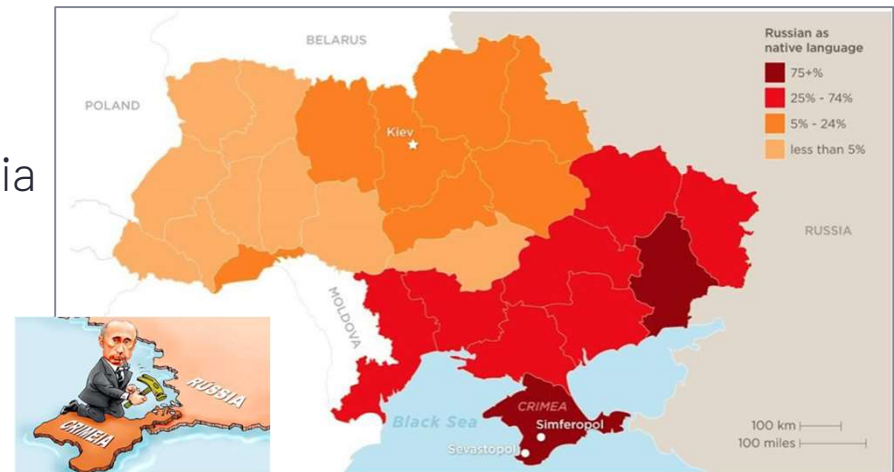 ia
BELARUS
POLAND
Kiev
RUSSIA
MOLDOVA
Black Sea
CRIMEA
Simferopol
Sevastopol
Russian as
native language
75+%
25% - 74%
5% - 24%
less than 5%
100 km
100 miles
RUSSIA
CRIMEIA